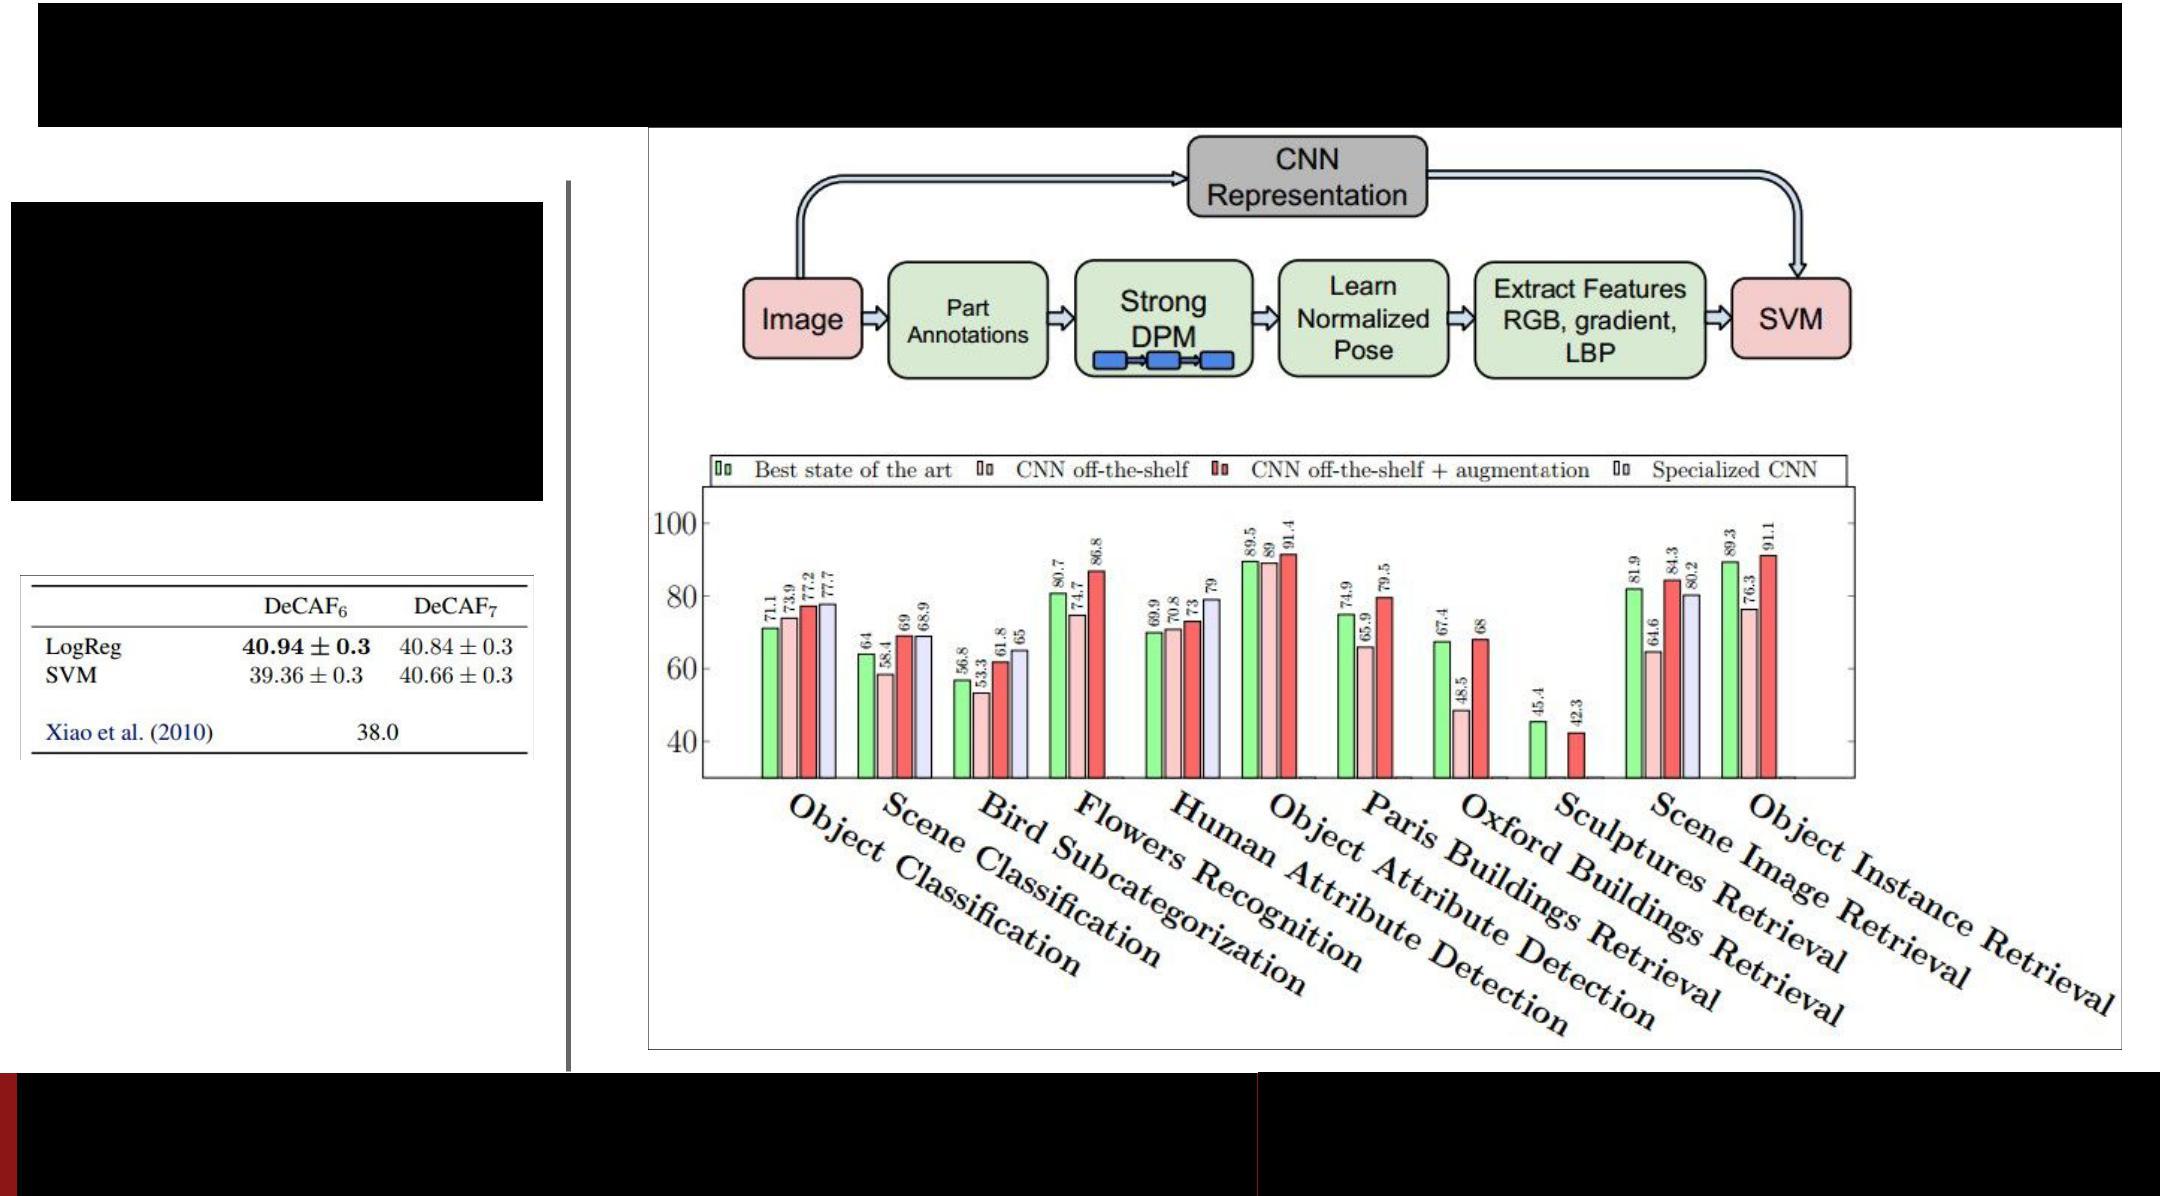 DeCAF6 DeCAF7
LogReg 40.94 ± 0.3 40.84 ± 0.3
SVM 39.36 ± 0.3 40.66 ± 0.3
Xiao et al. (2010) 38.0
CNN
Representation
Image
Part
Annotations
Strong
DPM
Learn
Normalized
Pose
Extract Features
RGB, gradient,
LBP
SVM
Best state of the art CNN off-the-shelf CNN off-the-shelf + augmentation Specialized CNN
100
80
60
40
71.1 73.9 77.2 77.7
64 58.4 69 68.9
56.8 53.3 61.8 65
80.7 74.7 86.8
69.9 70.8 73 79
89.5 89 91.4
74.9 65.9 79.5
67.4 48.5 68
45.4 42.3
81.9 64.6 84.3 80.2
89.3 76.3 91.1
Object Classification
Scene Classification
Bird Subcategorization
Flowers Recognition
Human Attribute Detection
Object Attribute Detection
Paris Buildings Retrieval
Oxford Buildings Retrieval
Sculptures Retrieval
Scene Image Retrieval
Object Instance Retrieval